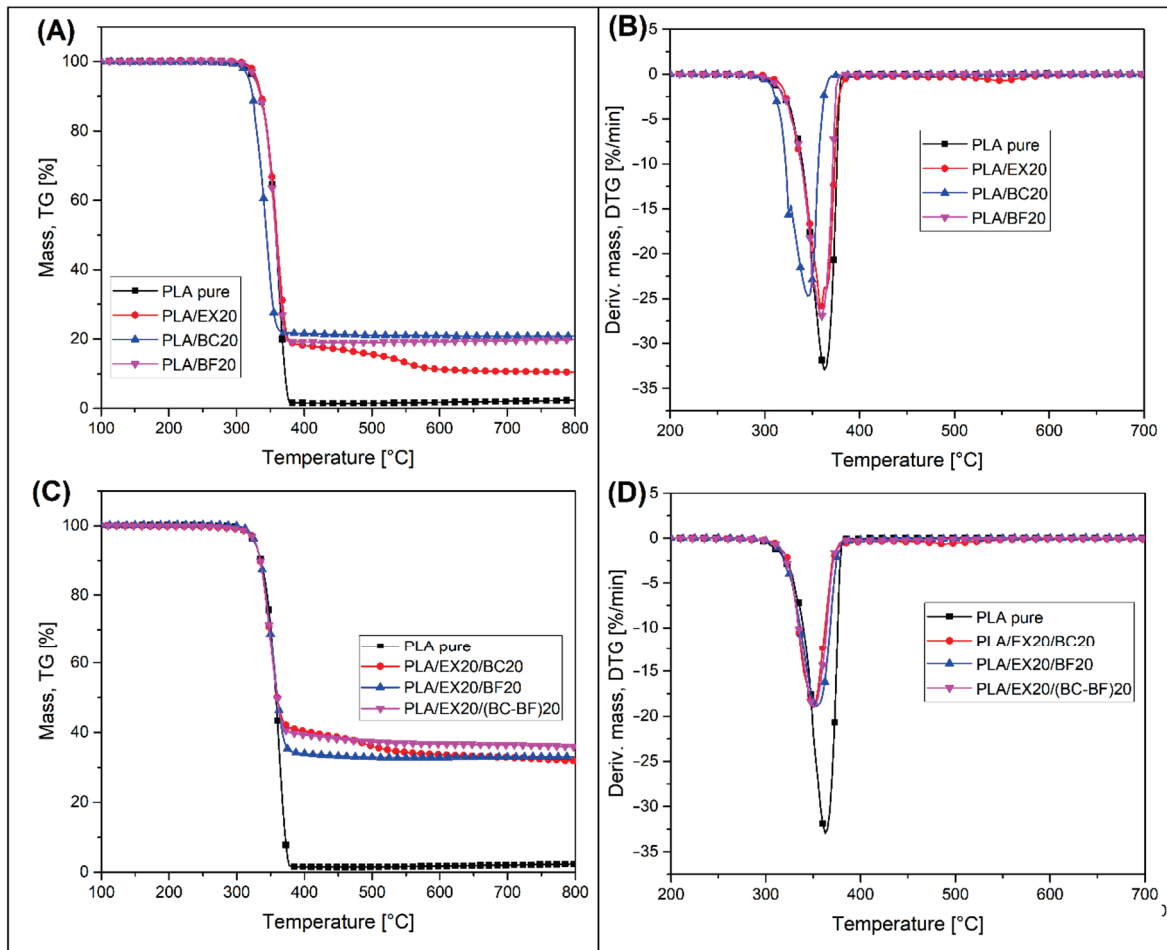 (A)
Mass, TG [%]
100
80
60
40
20
0
PLA pure
PLA/EX20
PLA/BC20
PLA/BF20
100 200 300 400 500 600 700 800
Temperature [°C]
(B)
Deriv. mass, DTG [%/min]
5
0
−5
−10
−15
−20
−25
−30
−35
PLA pure
PLA/EX20
PLA/BC20
PLA/BF20
200 300 400 500 600 700
Temperature [°C]
(C)
Mass, TG [%]
100
80
60
40
20
0
PLA pure
PLA/EX20/BC20
PLA/EX20/BF20
PLA/EX20/(BC-BF)20
100 200 300 400 500 600 700 800
Temperature [°C]
(D)
Deriv. mass, DTG [%/min]
5
0
−5
−10
−15
−20
−25
−30
−35
PLA pure
PLA/EX20/BC20
PLA/EX20/BF20
PLA/EX20/(BC-BF)20
200 300 400 500 600 700
Temperature [°C]